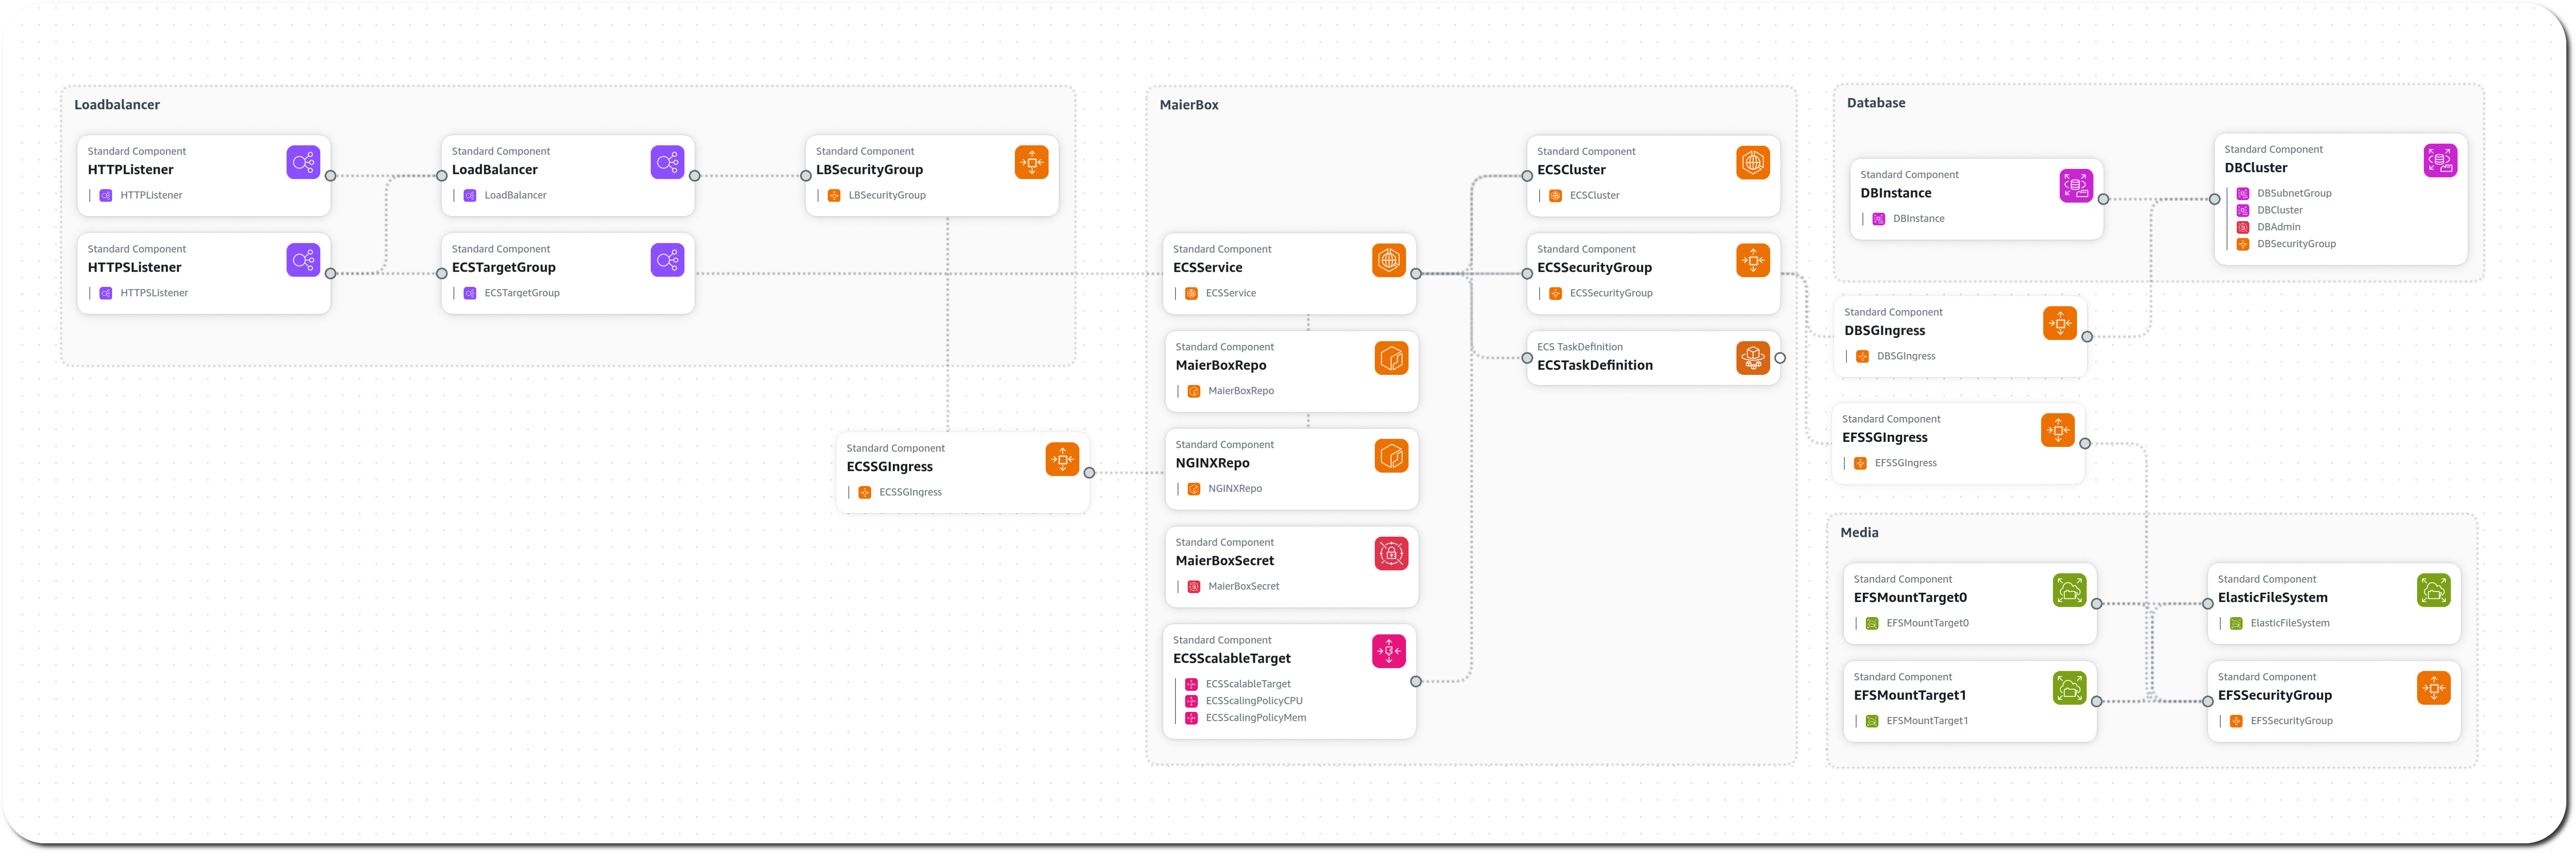 Loadbalancer
Standard Component
HTTPListener
HTTPListener
Standard Component
LoadBalancer
LoadBalancer
Standard Component
LBSecurityGroup
LBSecurityGroup
Standard Component
HTTPSListener
HTTPSListener
Standard Component
ECSTargetGroup
ECSTargetGroup
Standard Component
ECSSGIngress
ECSSGIngress
MaierBox
Standard Component
ECSService
ECSService
Standard Component
MaierBoxRepo
MaierBoxRepo
Standard Component
NGINXRepo
NGINXRepo
Standard Component
MaierBoxSecret
MaierBoxSecret
Standard Component
ECSScalableTarget
ECSScalableTarget
ECSScalingPolicyCPU
ECSScalingPolicyMem
Standard Component
ECSCluster
ECSCluster
Standard Component
ECSSecurityGroup
ECSSecurityGroup
ECS TaskDefinition
ECSTaskDefinition
Database
Standard Component
DBInstance
DBInstance
Standard Component
DBCluster
DBSubnetGroup
DBCluster
DBAdmin
DBSecurityGroup
Standard Component
DBSGIngress
DBSGIngress
Standard Component
EFSSGIngress
EFSSGIngress
Media
Standard Component
EFSMountTarget0
EFSMountTarget0
Standard Component
ElasticFileSystem
ElasticFileSystem
Standard Component
EFSMountTarget1
EFSMountTarget1
Standard Component
EFSSecurityGroup
EFSSecurityGroup